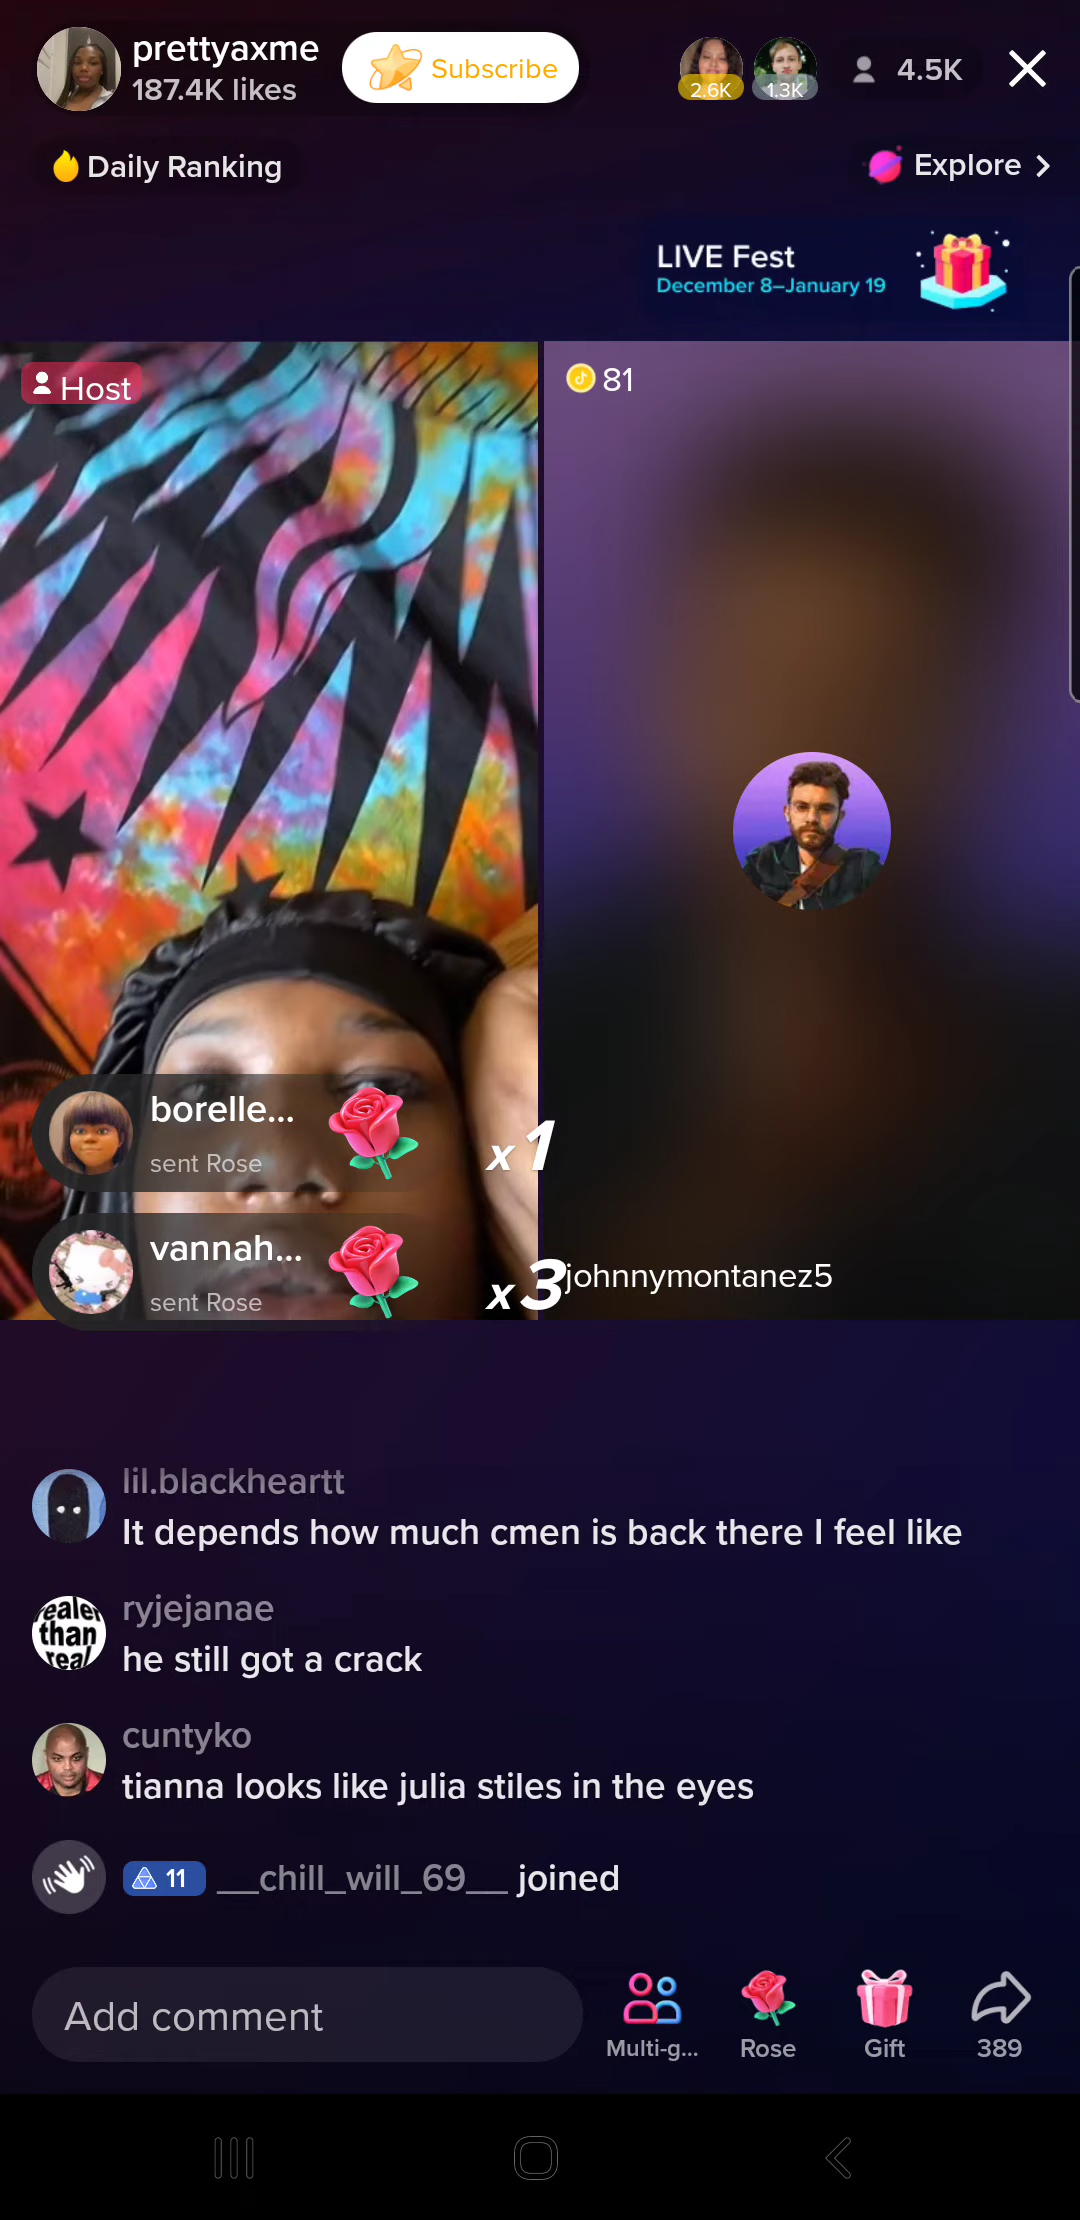 prettyaxme
187.4K likes
Subscribe
2.6K
1.3K
4.5K
Daily Ranking
Explore
LIVE Fest
December 8–January 19
Host
81
borelle...
sent Rose
x1
vannah...
sent Rose
x3
johnnymontanez5
lil.blackheartt
It depends how much cmen is back there I feel like
ealer
than
real
ryjejanae
he still got a crack
cuntyko
tianna looks like julia stiles in the eyes
11
__chill_will_69__ joined
Add comment
Multi-g...
Rose
Gift
389